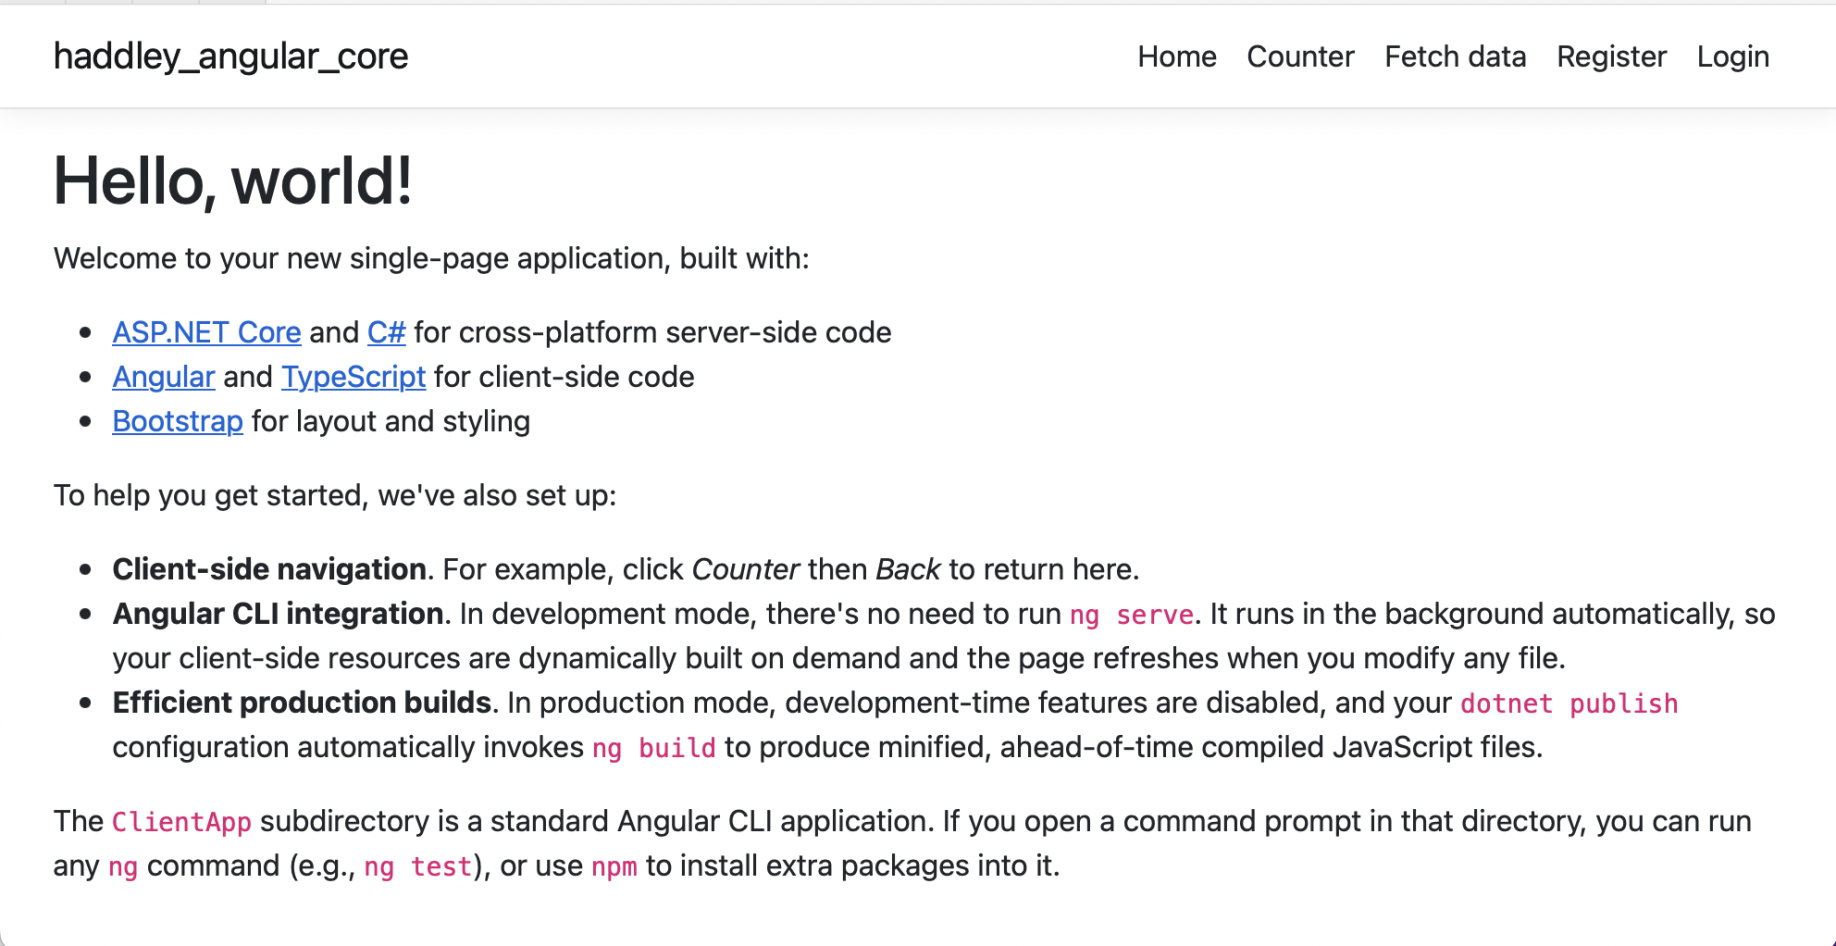 haddley_angular_core
Home Counter Fetch data Register Login
Hello, world!
Welcome to your new single-page application, built with:
• ASP.NET Core and C# for cross-platform server-side code
• Angular and TypeScript for client-side code
• Bootstrap for layout and styling
To help you get started, we've also set up:
• Client-side navigation. For example, click Counter then Back to return here.
• Angular CLI integration. In development mode, there's no need to run ng serve. It runs in the background automatically, so
your client-side resources are dynamically built on demand and the page refreshes when you modify any file.
• Efficient production builds. In production mode, development-time features are disabled, and your dotnet publish
configuration automatically invokes ng build to produce minified, ahead-of-time compiled JavaScript files.
The ClientApp subdirectory is a standard Angular CLI application. If you open a command prompt in that directory, you can run
any ng command (e.g., ng test), or use npm to install extra packages into it.